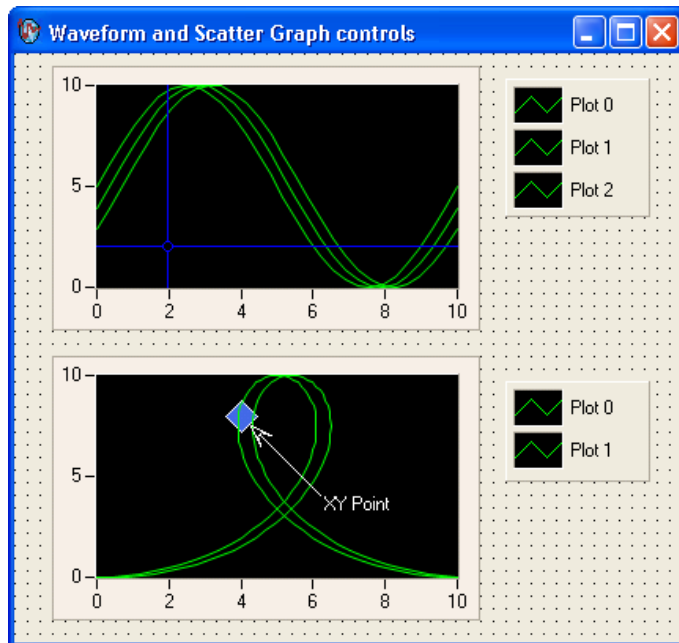 Waveform and Scatter Graph controls
10
5
0
0 2 4 6 8 10
Plot 0
Plot 1
Plot 2
10
5
0
XY Point
0 2 4 6 8 10
Plot 0
Plot 1